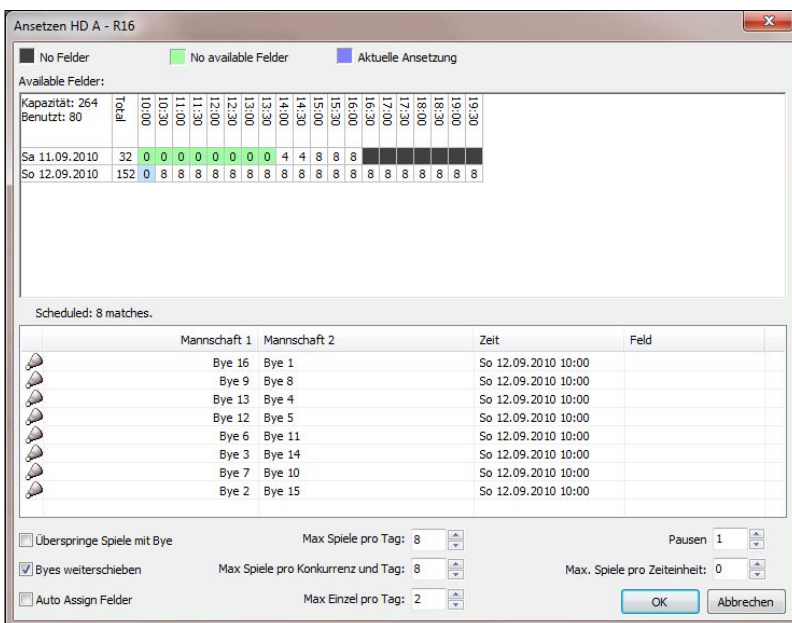 Ansetzen HD A - R16
No Felder No available Felder Aktuelle Ansetzung
Available Felder:
Kapazität: 264
Benutzt: 80
Total 10:00 10:30 11:00 11:30 12:00 12:30 13:00 13:30 14:00 14:30 15:00 15:30 16:00 16:30 17:00 17:30 18:00 18:30 19:00 19:30
Sa 11.09.2010 32 0 0 0 0 0 0 0 0 4 4 8 8 8
So 12.09.2010 152 0 8 8 8 8 8 8 8 8 8 8 8 8 8 8 8 8 8 8 8
Scheduled: 8 matches.
Mannschaft 1 Mannschaft 2 Zeit Feld
Bye 16 Bye 1 So 12.09.2010 10:00
Bye 9 Bye 8 So 12.09.2010 10:00
Bye 13 Bye 4 So 12.09.2010 10:00
Bye 12 Bye 5 So 12.09.2010 10:00
Bye 6 Bye 11 So 12.09.2010 10:00
Bye 3 Bye 14 So 12.09.2010 10:00
Bye 7 Bye 10 So 12.09.2010 10:00
Bye 2 Bye 15 So 12.09.2010 10:00
Überspringe Spiele mit Bye Max Spiele pro Tag: 8 Pausen 1
Byes weiterschieben Max Spiele pro Konkurrenz und Tag: 8 Max. Spiele pro Zeiteinheit: 0
Auto Assign Felder Max Einzel pro Tag: 2 OK Abbrechen